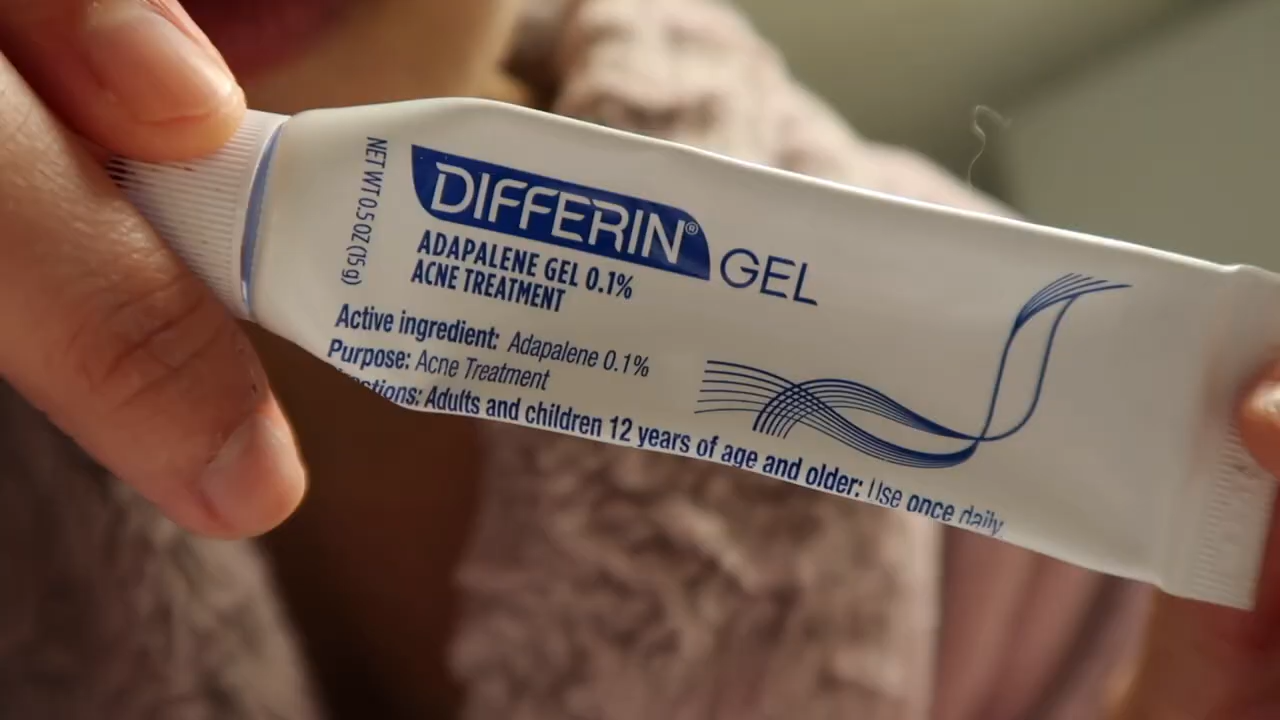 NET WT 0.5 OZ (15 g)
DIFFERIN® GEL
ADAPALENE GEL 0.1%
ACNE TREATMENT
Active ingredient: Adapalene 0.1%
Purpose: Acne Treatment
Adults and children 12 years of age and older: Use once daily